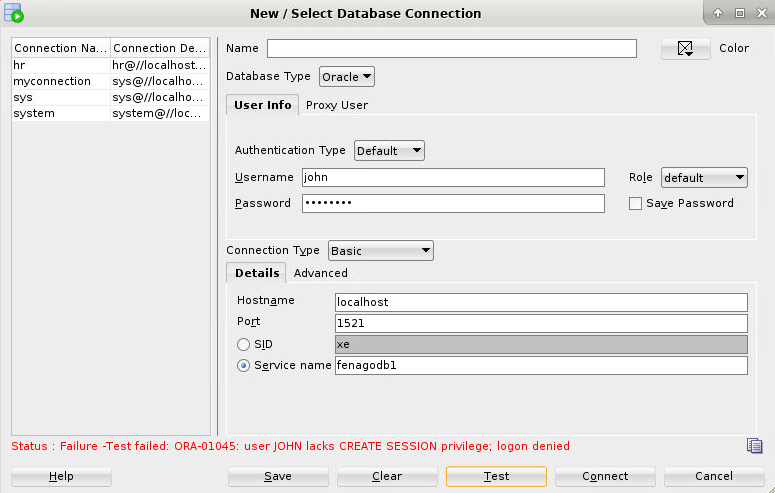 New / Select Database Connection
Connection Na... Connection De...
hr hr@//localhost...
myconnection sys@//localho...
sys sys@//localho...
system system@//loc...
Name Color
Database Type Oracle
User Info Proxy User
Authentication Type Default
Username john Role default
Password •••••••• Save Password
Connection Type Basic
Details Advanced
Hostname localhost
Port 1521
SID xe
Service name fenagodb1
Status : Failure -Test failed: ORA-01045: user JOHN lacks CREATE SESSION privilege; logon denied
Help Save Clear Test Connect Cancel